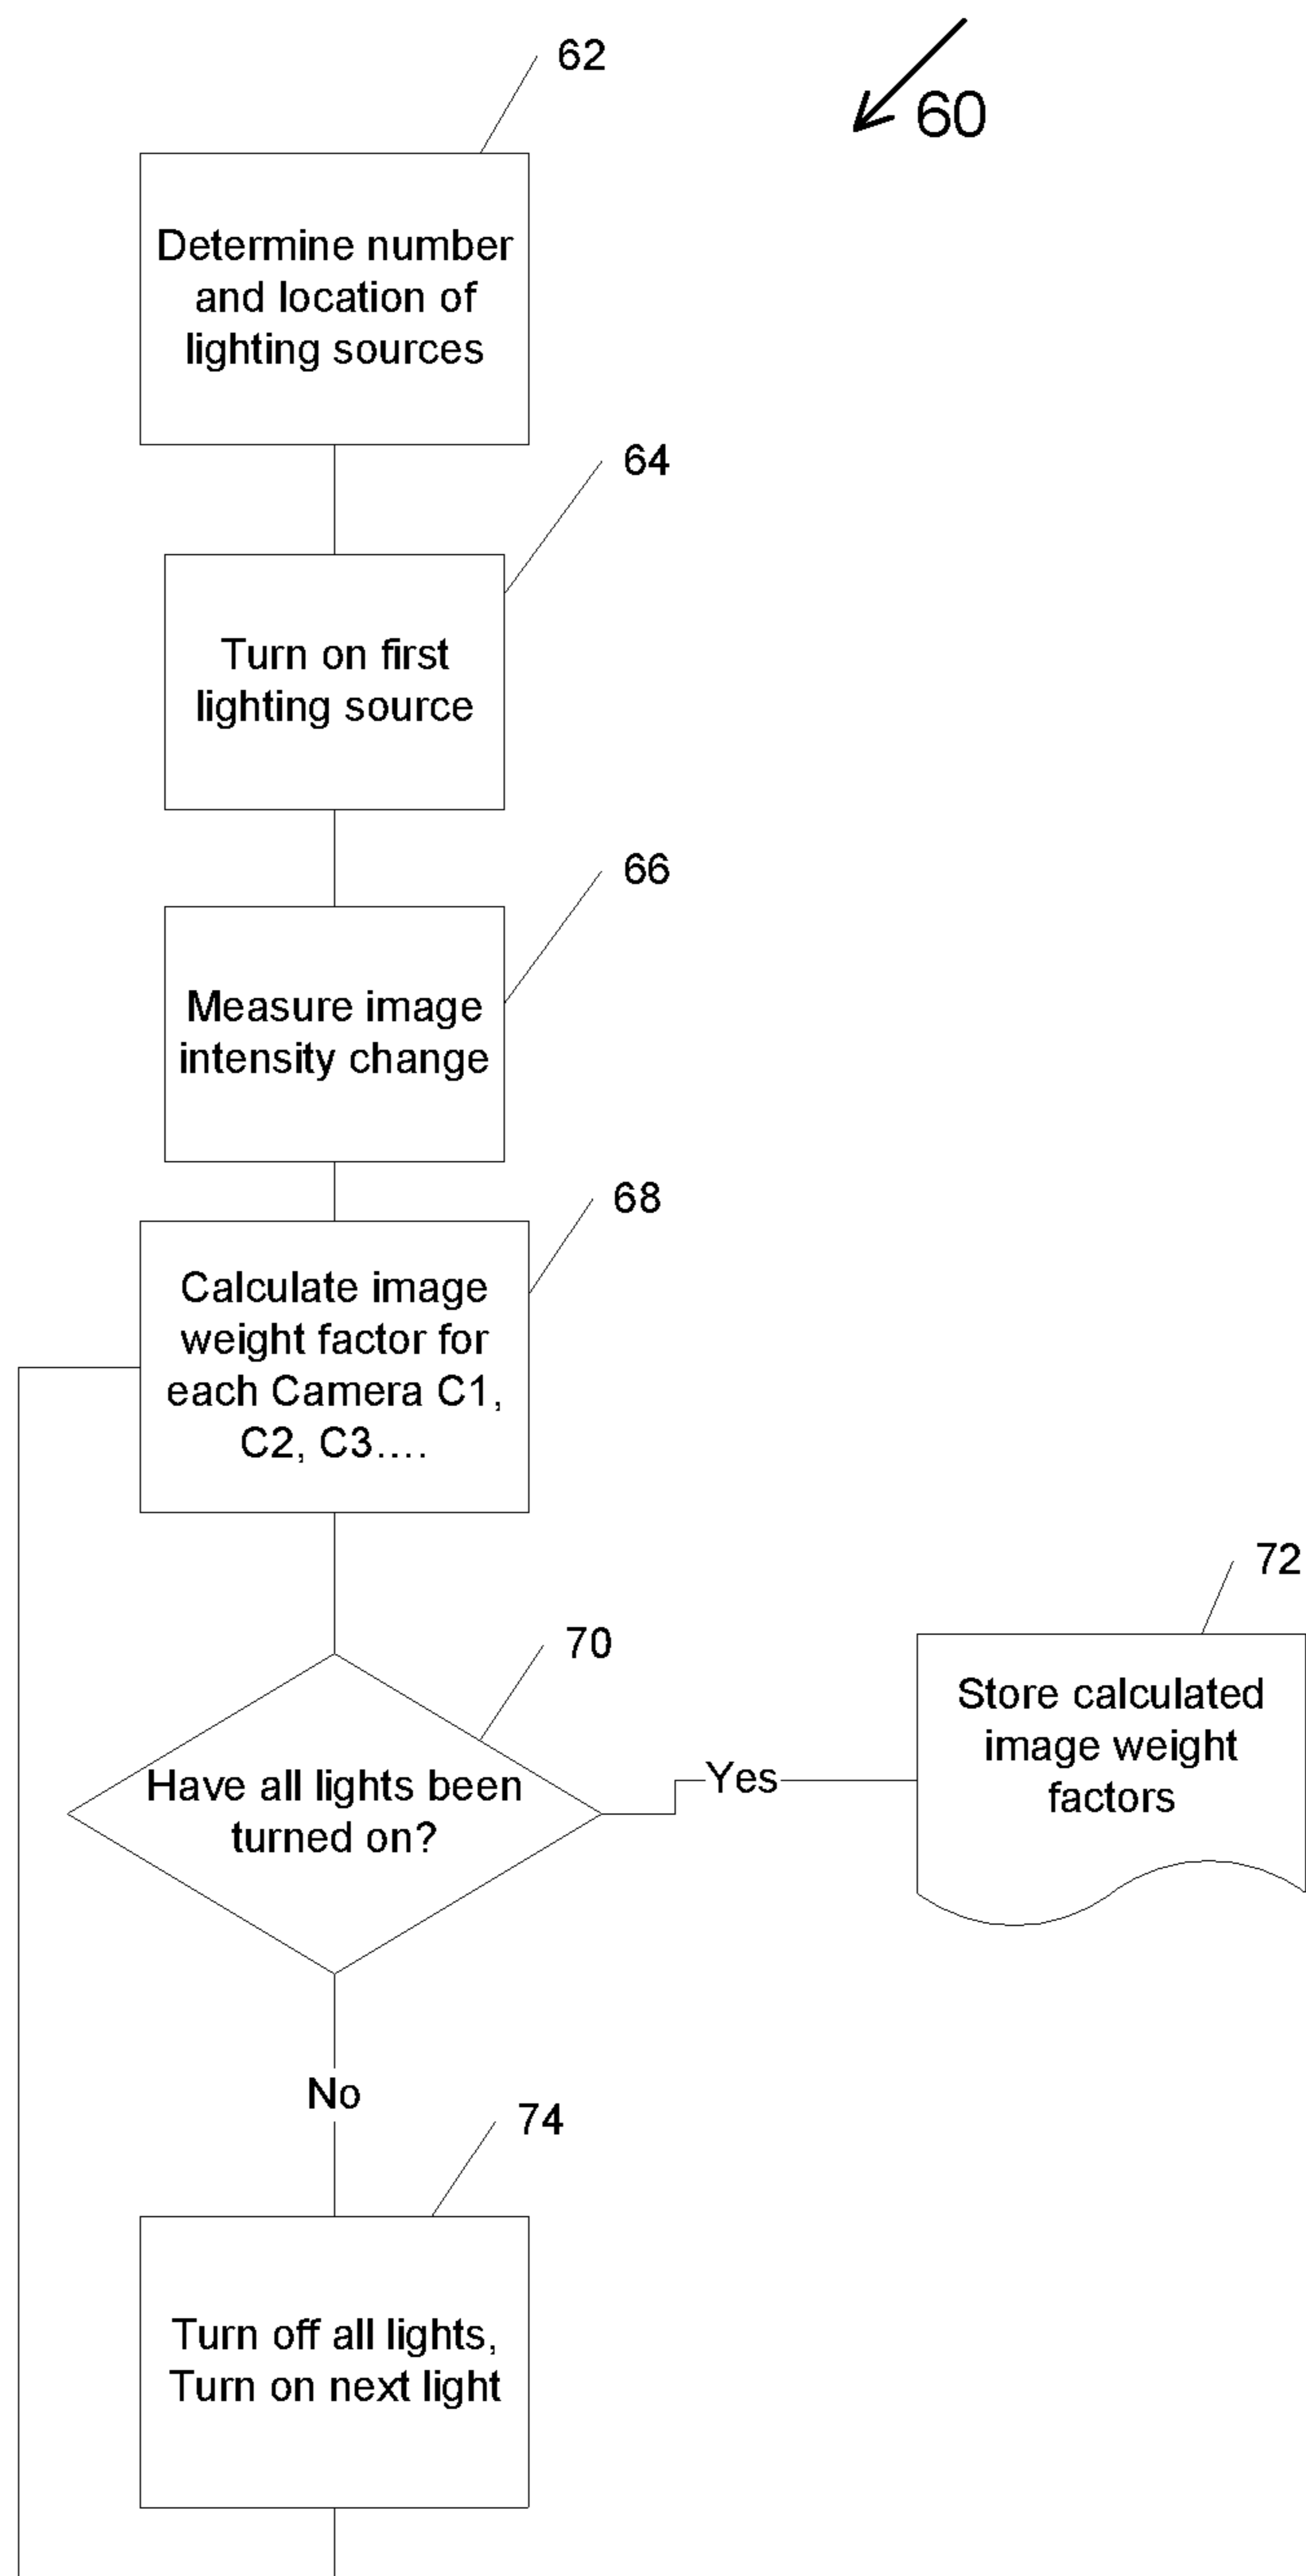 62
60
Determine number
and location of
lighting sources
64
Turn on first
lighting source
66
Measure image
intensity change
68
Calculate image
weight factor for
each Camera C1,
C2, C3....
70
Have all lights been
turned on?
Yes
72
Store calculated
image weight
factors
No
74
Turn off all lights,
Turn on next light